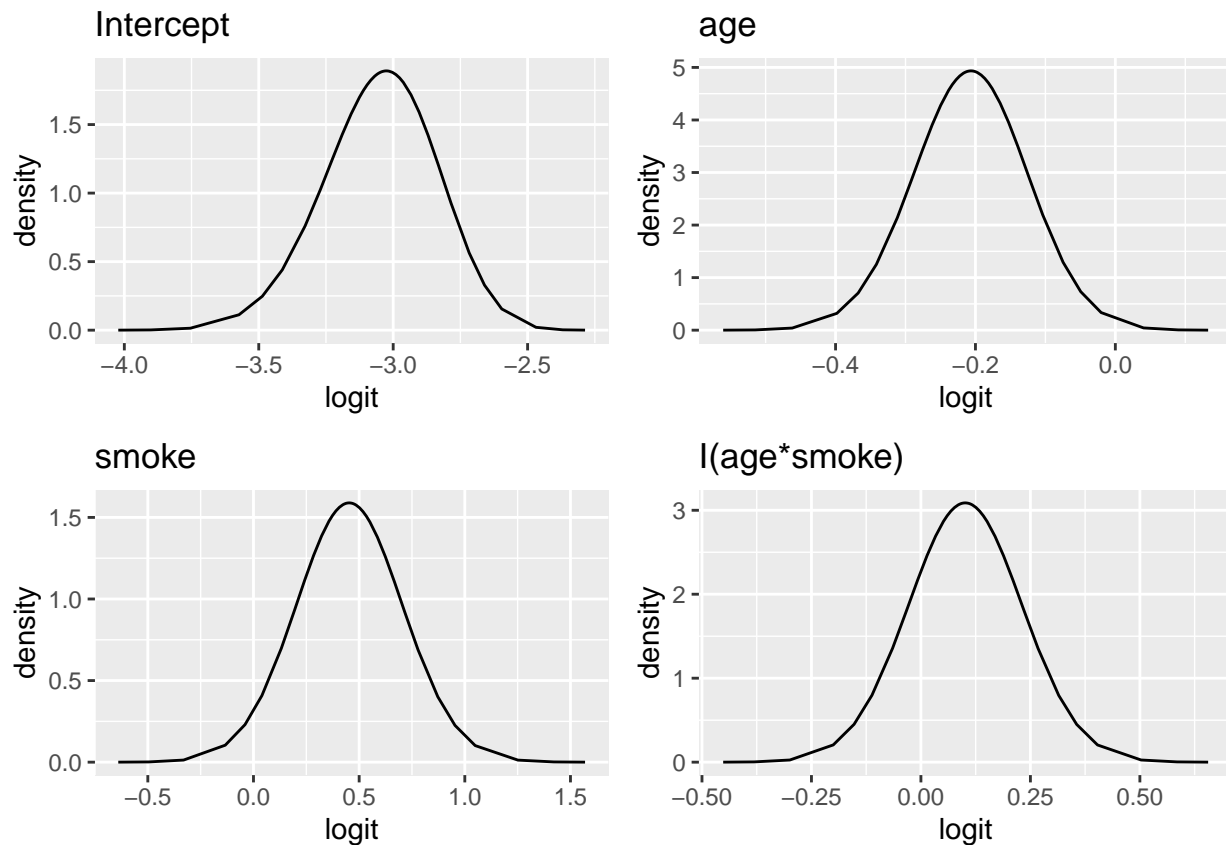 Intercept
density
1.5
1.0
0.5
0.0
−4.0 −3.5 −3.0 −2.5
logit
age
density
5
4
3
2
1
0
−0.4 −0.2 0.0
logit
smoke
density
1.5
1.0
0.5
0.0
−0.5 0.0 0.5 1.0 1.5
logit
I(age*smoke)
density
3
2
1
0
−0.50 −0.25 0.00 0.25 0.50
logit